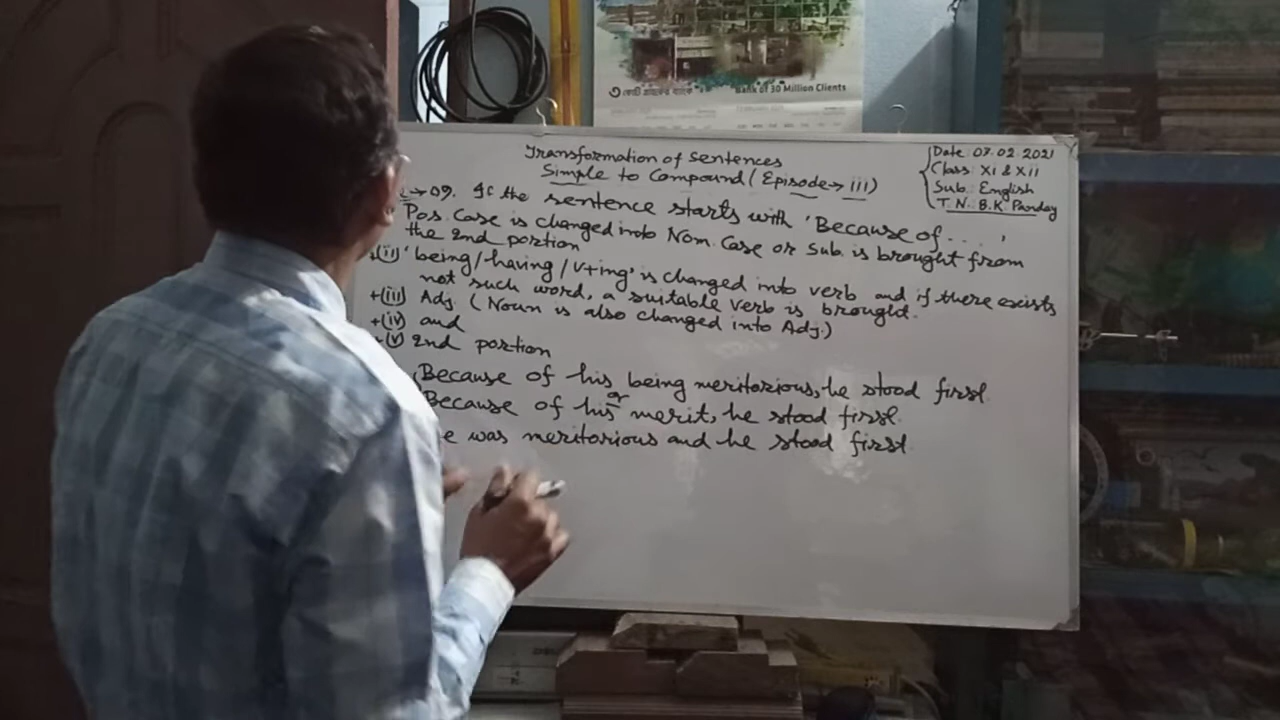 ৩ কোটি গ্রাহকের ব্যাংক
Bank of 30 Million Clients
Transformation of Sentences
Simple to Compound (Episode→ III)
Date: 07.02.2021
Class: XI & XII
Sub.: English
T.N.: B.K. Panday
→ 09. If the sentence starts with 'Because of ....'
Pos. Case is changed into Nom. Case or Sub. is brought from
the 2nd portion
+(ii) 'being/having/v+ing' is changed into verb and if there exists
not such word, a suitable verb is brought.
+(iii) Adj. (Noun is also changed into Adj.)
+(iv) and
+(v) 2nd portion
Because of his being meritorious, he stood first.
or
Because of his merit, he stood first.
e was meritorious and he stood first.